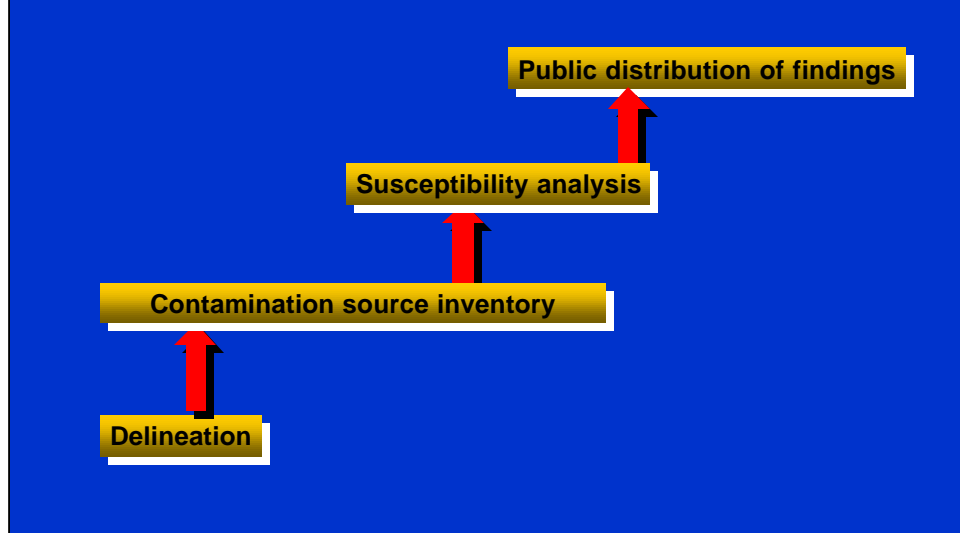 Public distribution of findings
Susceptibility analysis
Contamination source inventory
Delineation